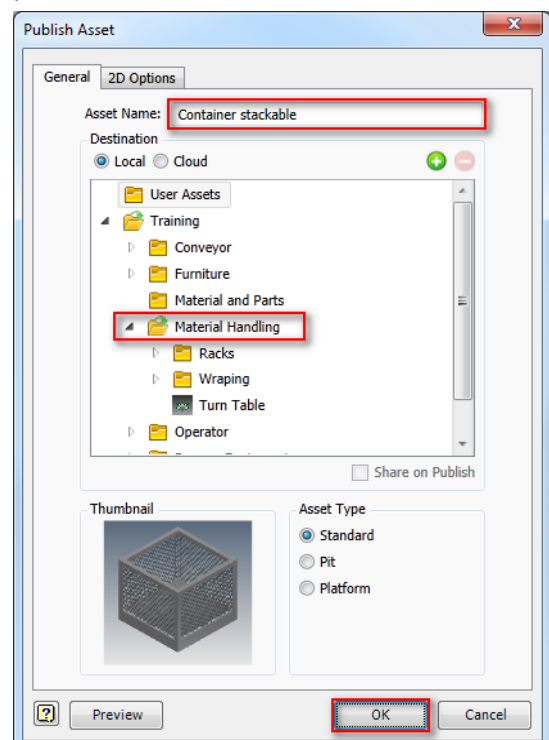 Publish Asset
General 2D Options
Asset Name: Container stackable
Destination
Local Cloud
User Assets
Training
Conveyor
Furniture
Material and Parts
Material Handling
Racks
Wraping
Turn Table
Operator
Share on Publish
Thumbnail Asset Type
Standard
Pit
Platform
Preview OK Cancel